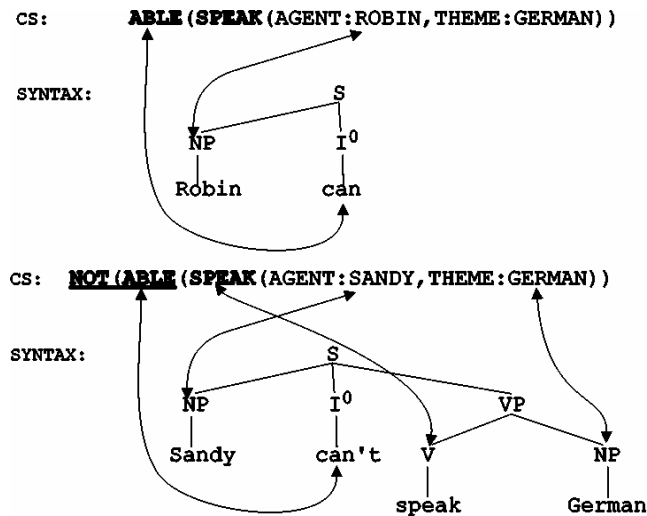 CS: ABLE(SPEAK(AGENT:ROBIN,THEME:GERMAN))
SYNTAX:
S
NP I⁰
Robin can
CS: NOT(ABLE(SPEAK(AGENT:SANDY,THEME:GERMAN))
SYNTAX:
S
NP I⁰ VP
Sandy can't V NP
speak German